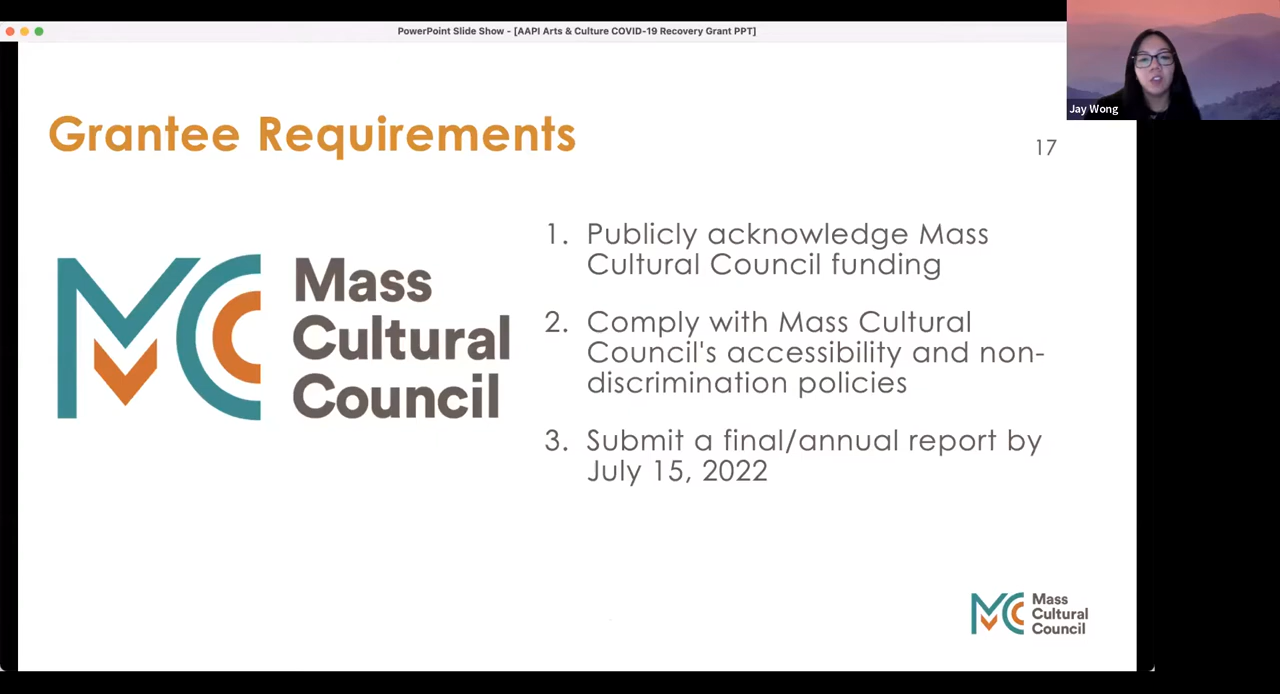 PowerPoint Slide Show - [AAPI Arts & Culture COVID-19 Recovery Grant PPT]
Jay Wong
Grantee Requirements
17
Mass
Cultural
Council
1. Publicly acknowledge Mass
Cultural Council funding
2. Comply with Mass Cultural
Council's accessibility and non-
discrimination policies
3. Submit a final/annual report by
July 15, 2022
Mass
Cultural
Council